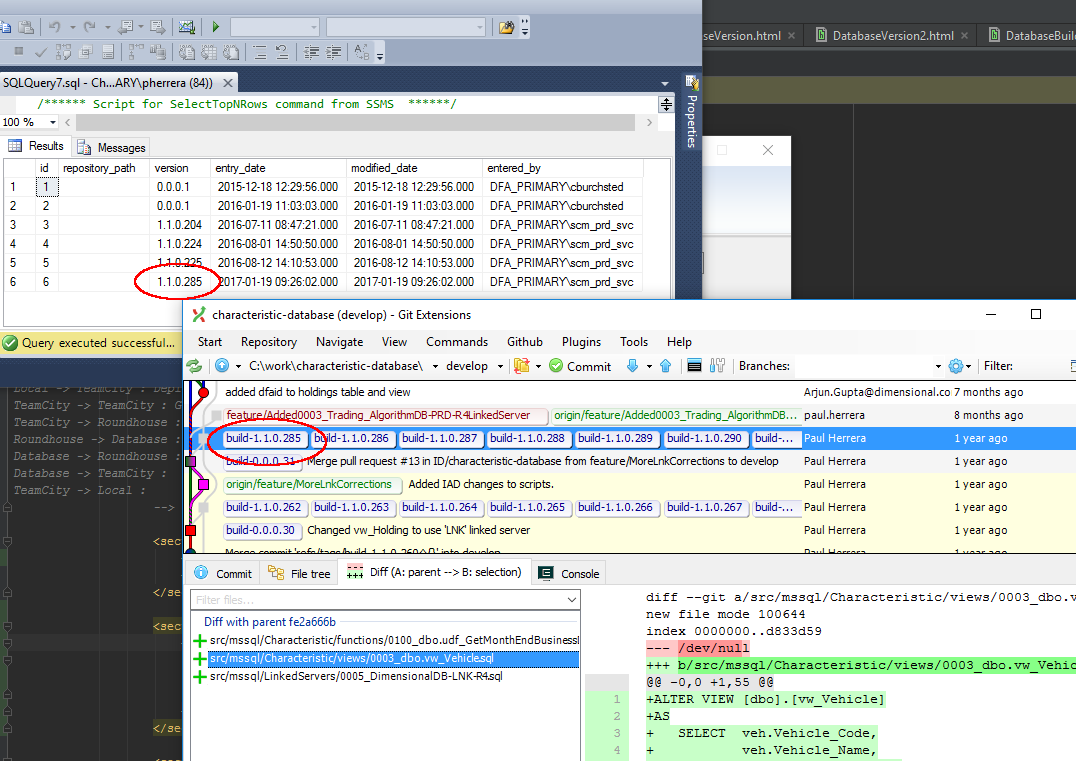 seVersion.html
DatabaseVersion2.html
DatabaseBuil
SQLQuery7.sql - Ch...ARY\pherrera (84))
/****** Script for SelectTopNRows command from SSMS ******/
100 %
Properties
Results Messages
id repository_path version entry_date modified_date entered_by
1 1 0.0.0.1 2015-12-18 12:29:56.000 2015-12-18 12:29:56.000 DFA_PRIMARY\cburchsted
2 2 0.0.0.1 2016-01-19 11:03:03.000 2016-01-19 11:03:03.000 DFA_PRIMARY\cburchsted
3 3 1.1.0.204 2016-07-11 08:47:21.000 2016-07-11 08:47:21.000 DFA_PRIMARY\scm_prd_svc
4 4 1.1.0.224 2016-08-01 14:50:50.000 2016-08-01 14:50:50.000 DFA_PRIMARY\scm_prd_svc
5 5 1.1.0.225 2016-08-12 14:10:53.000 2016-08-12 14:10:53.000 DFA_PRIMARY\scm_prd_svc
6 6 1.1.0.285 2017-01-19 09:26:02.000 2017-01-19 09:26:02.000 DFA_PRIMARY\scm_prd_svc
Query executed successful...
Local -> TeamCity : Depl
TeamCity -> TeamCity : G
TeamCity -> Roundhouse :
Roundhouse -> Database :
Database -> Roundhouse :
Database -> TeamCity :
TeamCity -> Local :
-->
<sec
</se
<sec
</se
characteristic-database (develop) - Git Extensions
Start Repository Navigate View Commands Github Plugins Tools Help
C:\work\characteristic-database\ develop Commit Branches: Filter:
added dfaid to holdings table and view Arjun.Gupta@dimensional.co 7 months ago
feature/Added0003_Trading_AlgorithmDB-PRD-R4LinkedServer origin/feature/Added0003_Trading_AlgorithmDB... paul.herrera 8 months ago
build-1.1.0.285 build-1.1.0.286 build-1.1.0.287 build-1.1.0.288 build-1.1.0.289 build-1.1.0.290 build-... Paul Herrera 1 year ago
build-0.0.0.31 Merge pull request #13 in ID/characteristic-database from feature/MoreLnkCorrections to develop Paul Herrera 1 year ago
origin/feature/MoreLnkCorrections Added IAD changes to scripts. Paul Herrera 1 year ago
build-1.1.0.262 build-1.1.0.263 build-1.1.0.264 build-1.1.0.265 build-1.1.0.266 build-1.1.0.267 build-... Paul Herrera 1 year ago
build-0.0.0.30 Changed vw_Holding to use 'LNK' linked server Paul Herrera 1 year ago
Merge commit 'refs/tags/build-1.1.0.260^{}' into develop Paul Herrera 1 year ago
Commit File tree Diff (A: parent --> B: selection) Console
Filter files...
Diff with parent fe2a666b
src/mssql/Characteristic/functions/0100_dbo.udf_GetMonthEndBusinessI
src/mssql/Characteristic/views/0003_dbo.vw_Vehicle.sql
src/mssql/LinkedServers/0005_DimensionalDB-LNK-R4.sql
diff --git a/src/mssql/Characteristic/views/0003_dbo.v
new file mode 100644
index 0000000..d833d59
--- /dev/null
+++ b/src/mssql/Characteristic/views/0003_dbo.vw_Vehic
@@ -0,0 +1,55 @@
1 +ALTER VIEW [dbo].[vw_Vehicle]
2 +AS
3 + SELECT veh.Vehicle_Code,
4 + veh.Vehicle_Name,